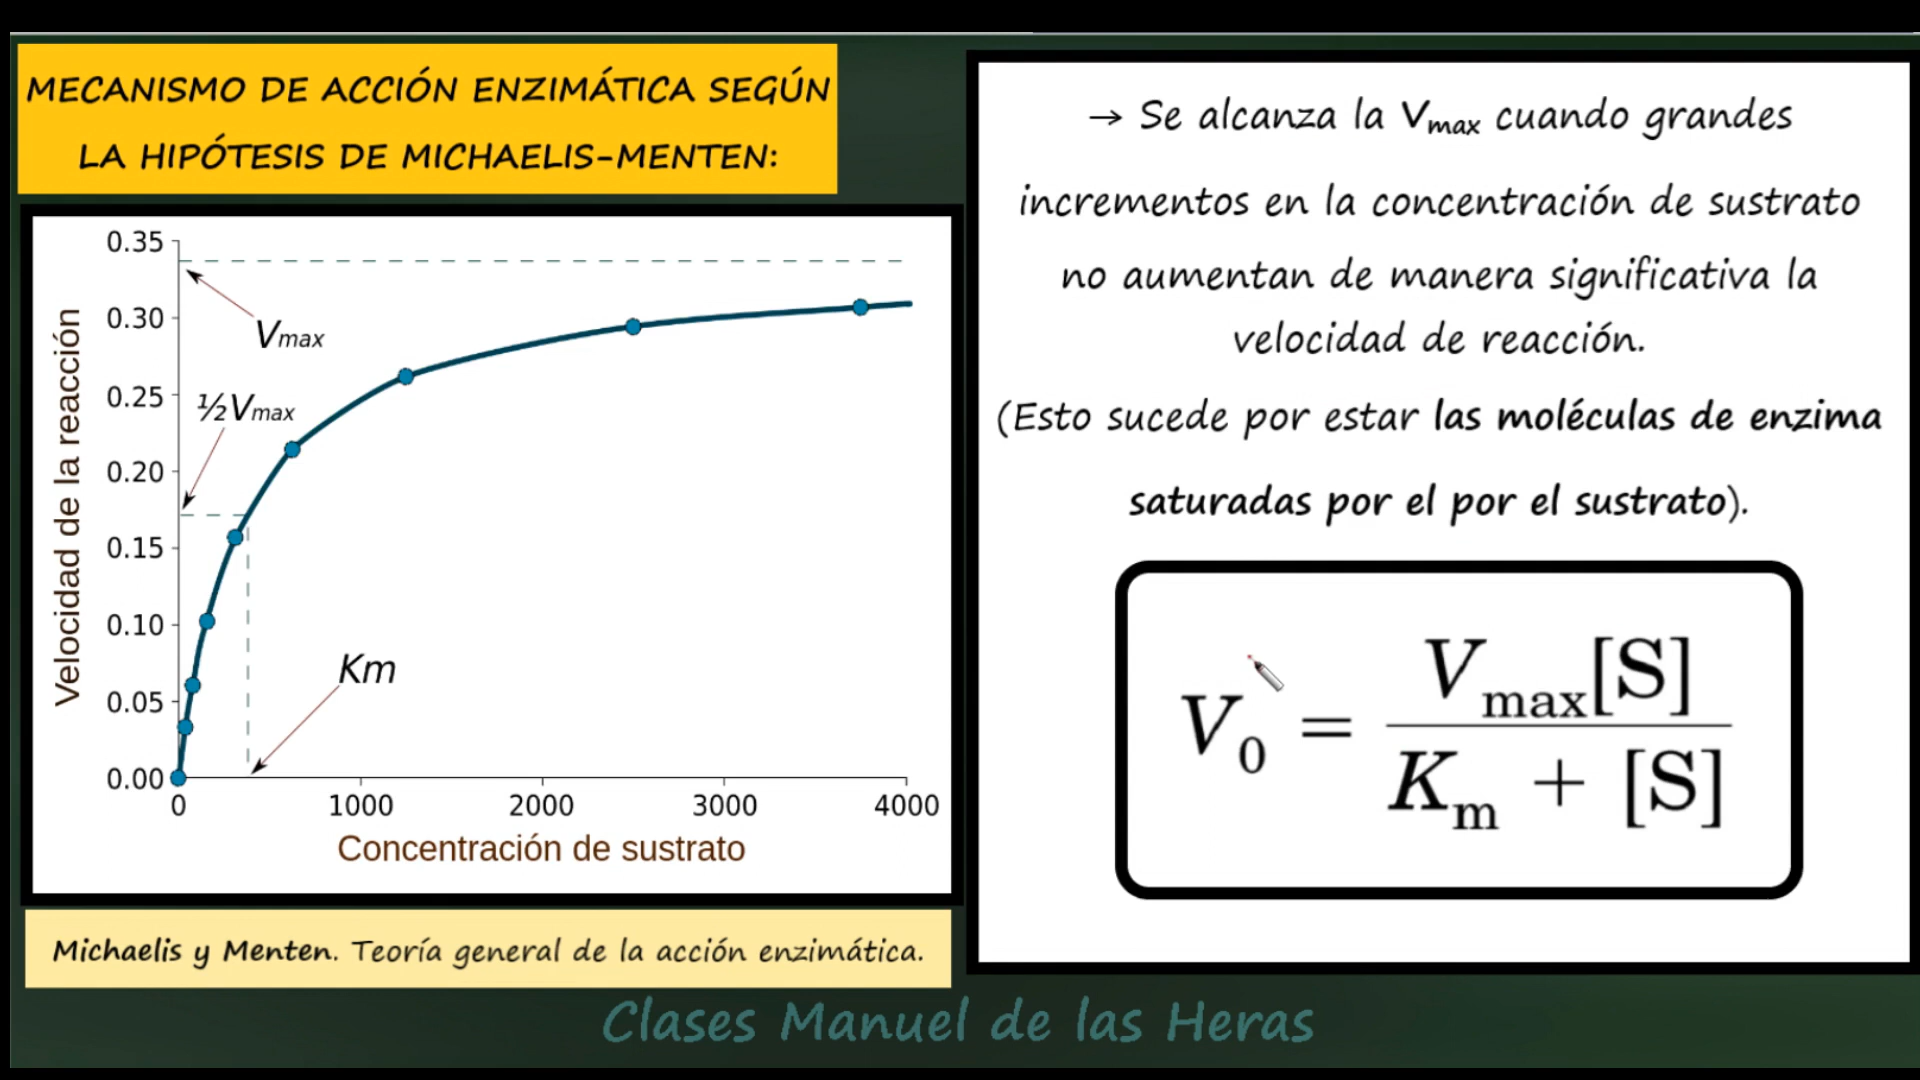 MECANISMO DE ACCIÓN ENZIMÁTICA SEGÚN
LA HIPÓTESIS DE MICHAELIS-MENTEN:
0.35
0.30
0.25
0.20
0.15
0.10
0.05
0.00
Velocidad de la reacción
Vmax
½Vmax
Km
0 1000 2000 3000 4000
Concentración de sustrato
Michaelis y Menten. Teoría general de la acción enzimática.
→ Se alcanza la Vmax cuando grandes
incrementos en la concentración de sustrato
no aumentan de manera significativa la
velocidad de reacción.
(Esto sucede por estar las moléculas de enzima
saturadas por el por el sustrato).
V0 = Vmax[S]
Km + [S]
Clases Manuel de las Heras